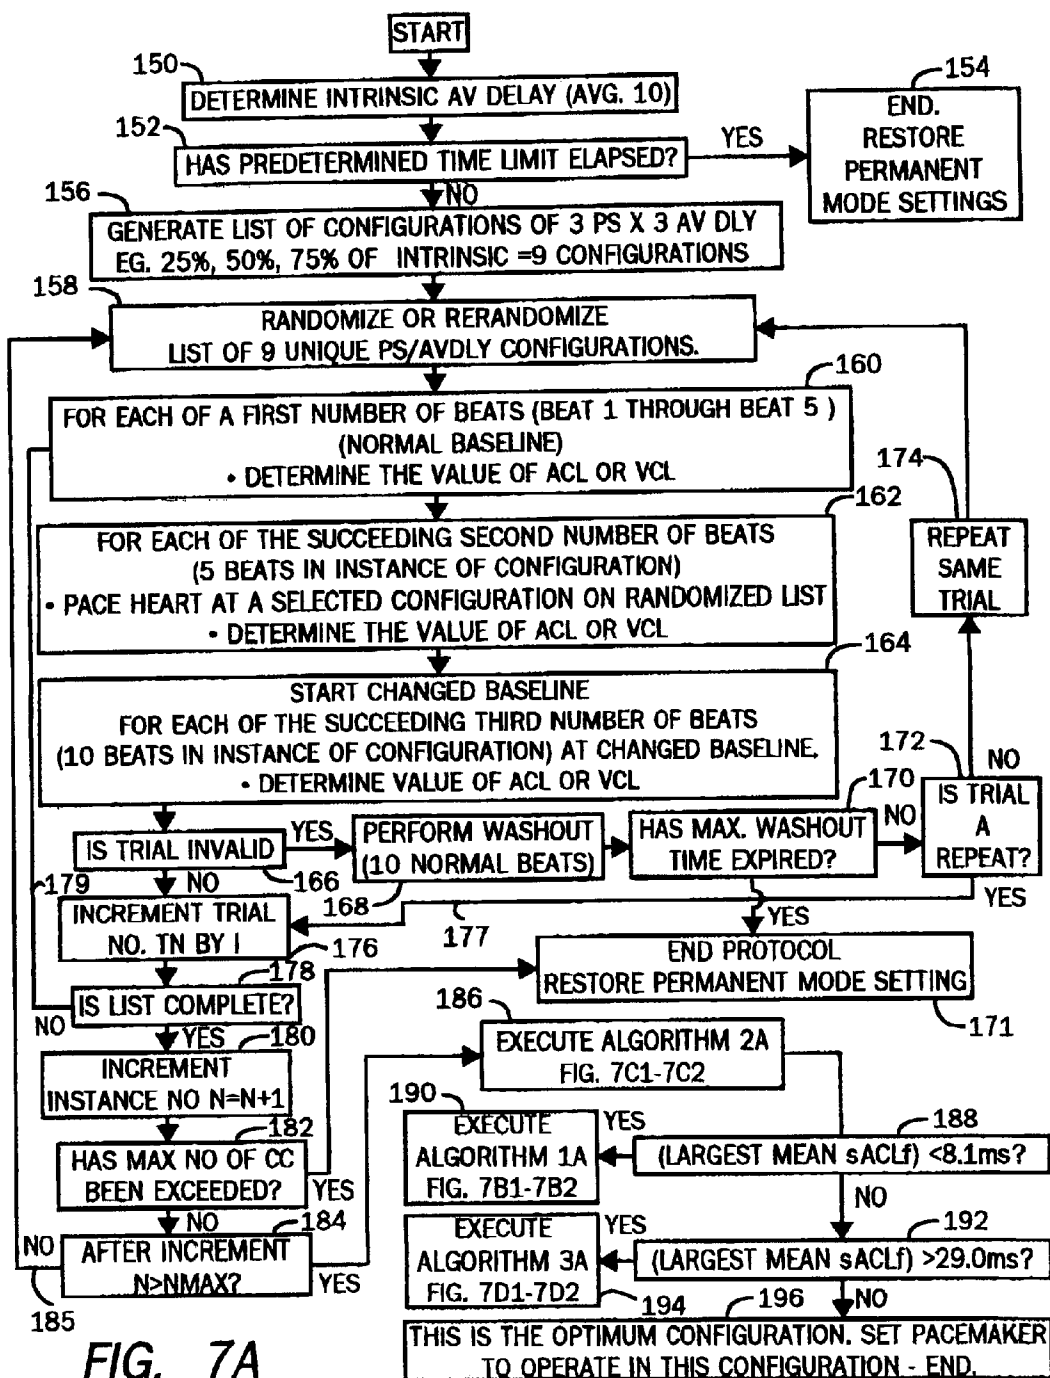 START
150
DETERMINE INTRINSIC AV DELAY (AVG. 10)
152
HAS PREDETERMINED TIME LIMIT ELAPSED?
YES
154
END.
RESTORE
PERMANENT
MODE SETTINGS
NO
156
GENERATE LIST OF CONFIGURATIONS OF 3 PS X 3 AV DLY
EG. 25%, 50%, 75% OF INTRINSIC =9 CONFIGURATIONS
158
RANDOMIZE OR RERANDOMIZE
LIST OF 9 UNIQUE PS/AVDLY CONFIGURATIONS.
160
FOR EACH OF A FIRST NUMBER OF BEATS (BEAT 1 THROUGH BEAT 5 )
(NORMAL BASELINE)
• DETERMINE THE VALUE OF ACL OR VCL
162
FOR EACH OF THE SUCCEEDING SECOND NUMBER OF BEATS
(5 BEATS IN INSTANCE OF CONFIGURATION)
• PACE HEART AT A SELECTED CONFIGURATION ON RANDOMIZED LIST
• DETERMINE THE VALUE OF ACL OR VCL
164
START CHANGED BASELINE
FOR EACH OF THE SUCCEEDING THIRD NUMBER OF BEATS
(10 BEATS IN INSTANCE OF CONFIGURATION) AT CHANGED BASELINE.
• DETERMINE VALUE OF ACL OR VCL
174
REPEAT
SAME
TRIAL
172
NO
IS TRIAL
A
REPEAT?
YES
IS TRIAL INVALID
166
YES
PERFORM WASHOUT
(10 NORMAL BEATS)
168
170
HAS MAX. WASHOUT
TIME EXPIRED?
NO
YES
179
NO
177
INCREMENT TRIAL
NO. TN BY I
176
END PROTOCOL
RESTORE PERMANENT MODE SETTING
171
178
IS LIST COMPLETE?
NO
YES
180
INCREMENT
INSTANCE NO N=N+1
182
HAS MAX NO OF CC
BEEN EXCEEDED?
YES
NO
184
AFTER INCREMENT
N>NMAX?
NO
YES
185
186
EXECUTE ALGORITHM 2A
FIG. 7C1-7C2
190
EXECUTE
ALGORITHM 1A
FIG. 7B1-7B2
YES
188
(LARGEST MEAN sACLf) <8.1ms?
NO
EXECUTE
ALGORITHM 3A
FIG. 7D1-7D2
194
YES
192
(LARGEST MEAN sACLf) >29.0ms?
NO
196
THIS IS THE OPTIMUM CONFIGURATION. SET PACEMAKER
TO OPERATE IN THIS CONFIGURATION - END.
FIG. 7A